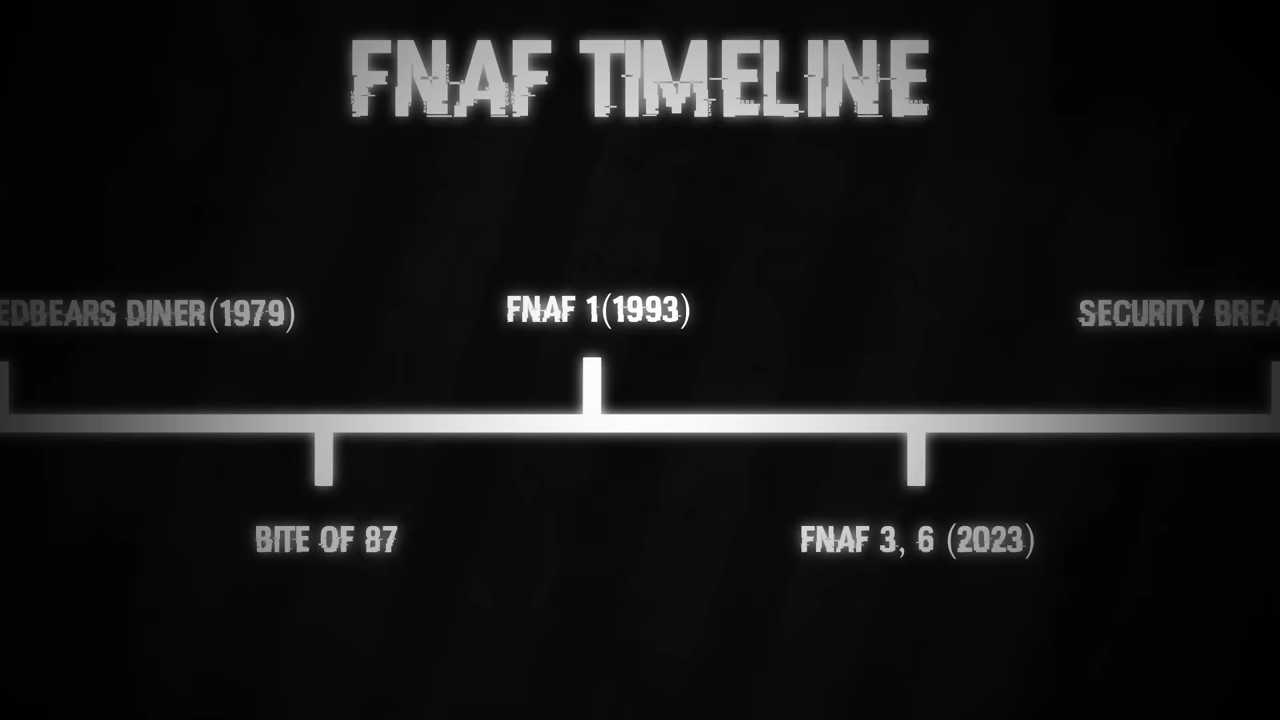 FNAF TIMELINE
EDBEARS DINER(1979)
FNAF 1(1993)
SECURITY BREA
BITE OF 87
FNAF 3, 6 (2023)